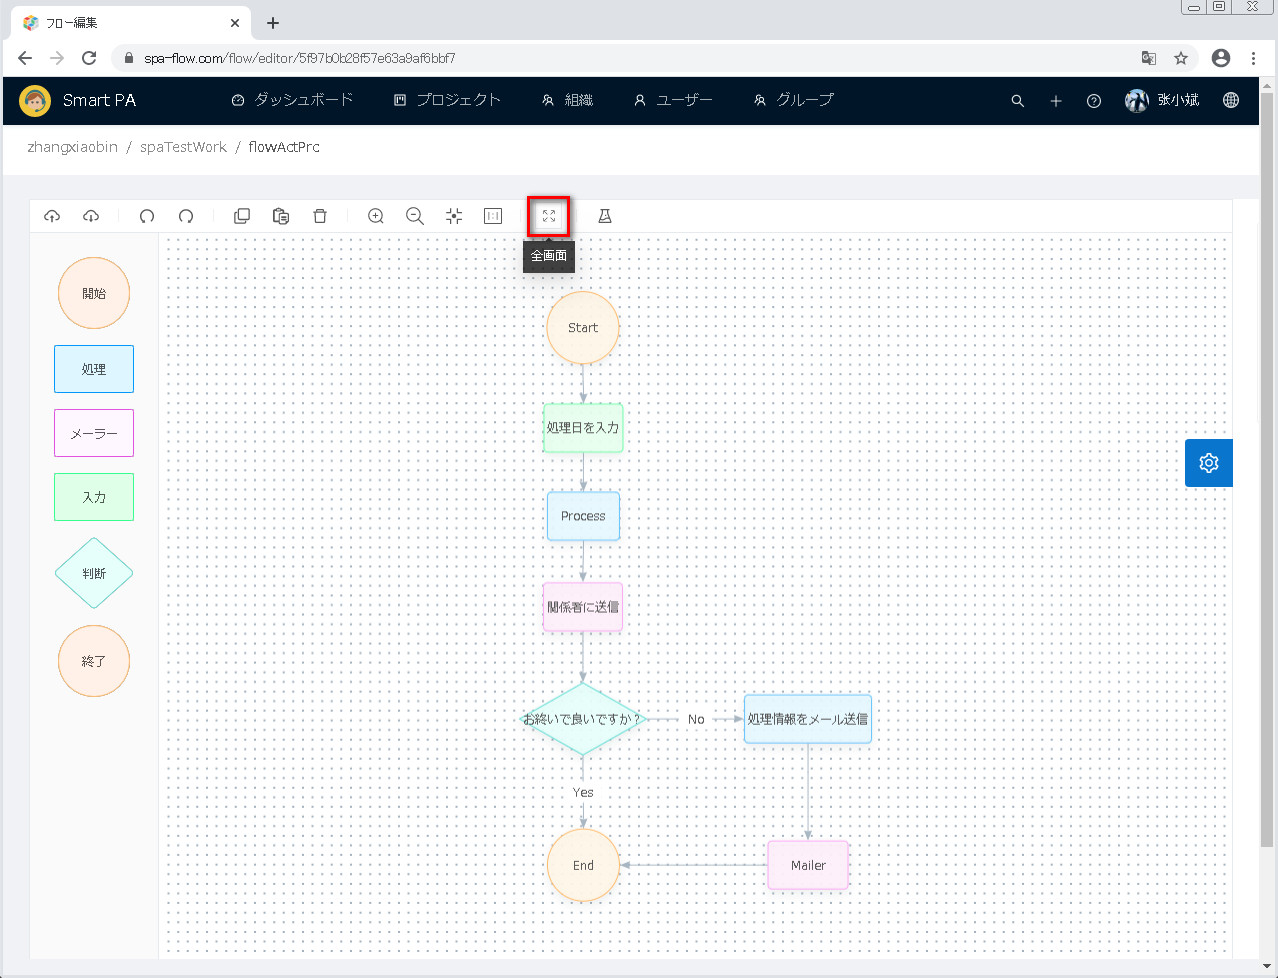 フロー編集
spa-flow.com/flow/editor/5f97b0b28f57e63a9af6bbf7
Smart PA ダッシュボード プロジェクト 組織 ユーザー グループ 张小斌
zhangxiaobin / spaTestWork / flowActPrc
全画面
開始
処理
メーラー
入力
判断
終了
Start
処理日を入力
Process
関係者に送信
お終いで良いですか？ No 処理情報をメール送信
Yes
End
Mailer